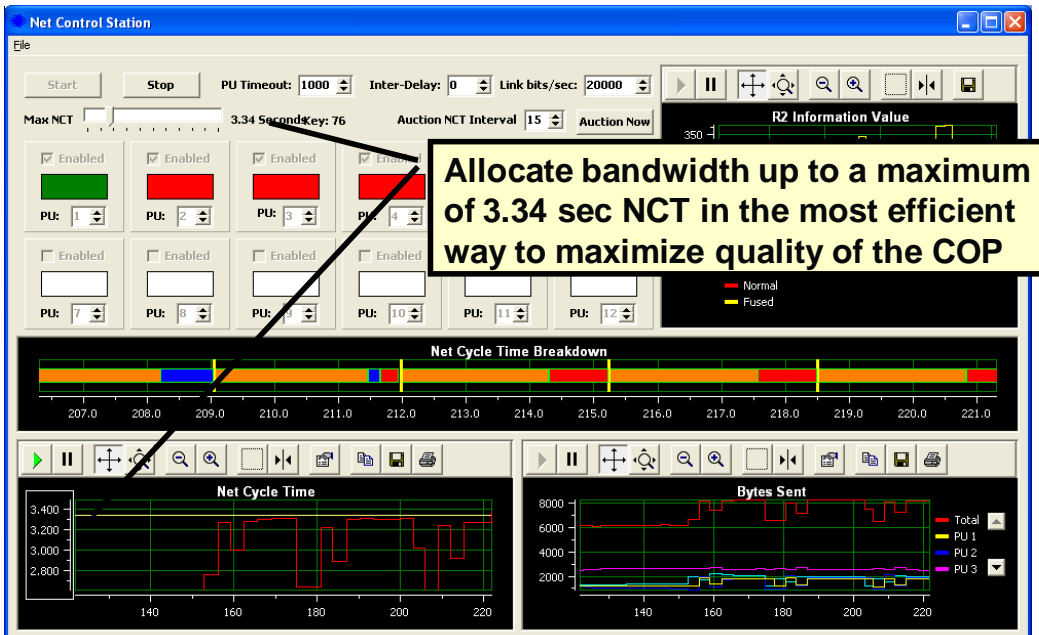 Net Control Station
File
Start
Stop
PU Timeout: 1000
Inter-Delay: 0
Link bits/sec: 20000
Max NCT
3.34 Seconds
Key: 76
Auction NCT Interval 15
Auction Now
R2 Information Value
350
Enabled
Enabled
Enabled
Enabled
PU: 1
PU: 2
PU: 3
PU: 4
Allocate bandwidth up to a maximum
of 3.34 sec NCT in the most efficient
way to maximize quality of the COP
Enabled
Enabled
Enabled
Enabled
PU: 7
PU: 8
PU: 9
PU: 10
PU: 11
PU: 12
Normal
Fused
Net Cycle Time Breakdown
207.0 208.0 209.0 210.0 211.0 212.0 213.0 214.0 215.0 216.0 217.0 218.0 219.0 220.0 221.0
Net Cycle Time
3.400
3.200
3.000
2.800
140 160 180 200 220
Bytes Sent
8000
6000
4000
2000
140 160 180 200 220
Total
PU 1
PU 2
PU 3